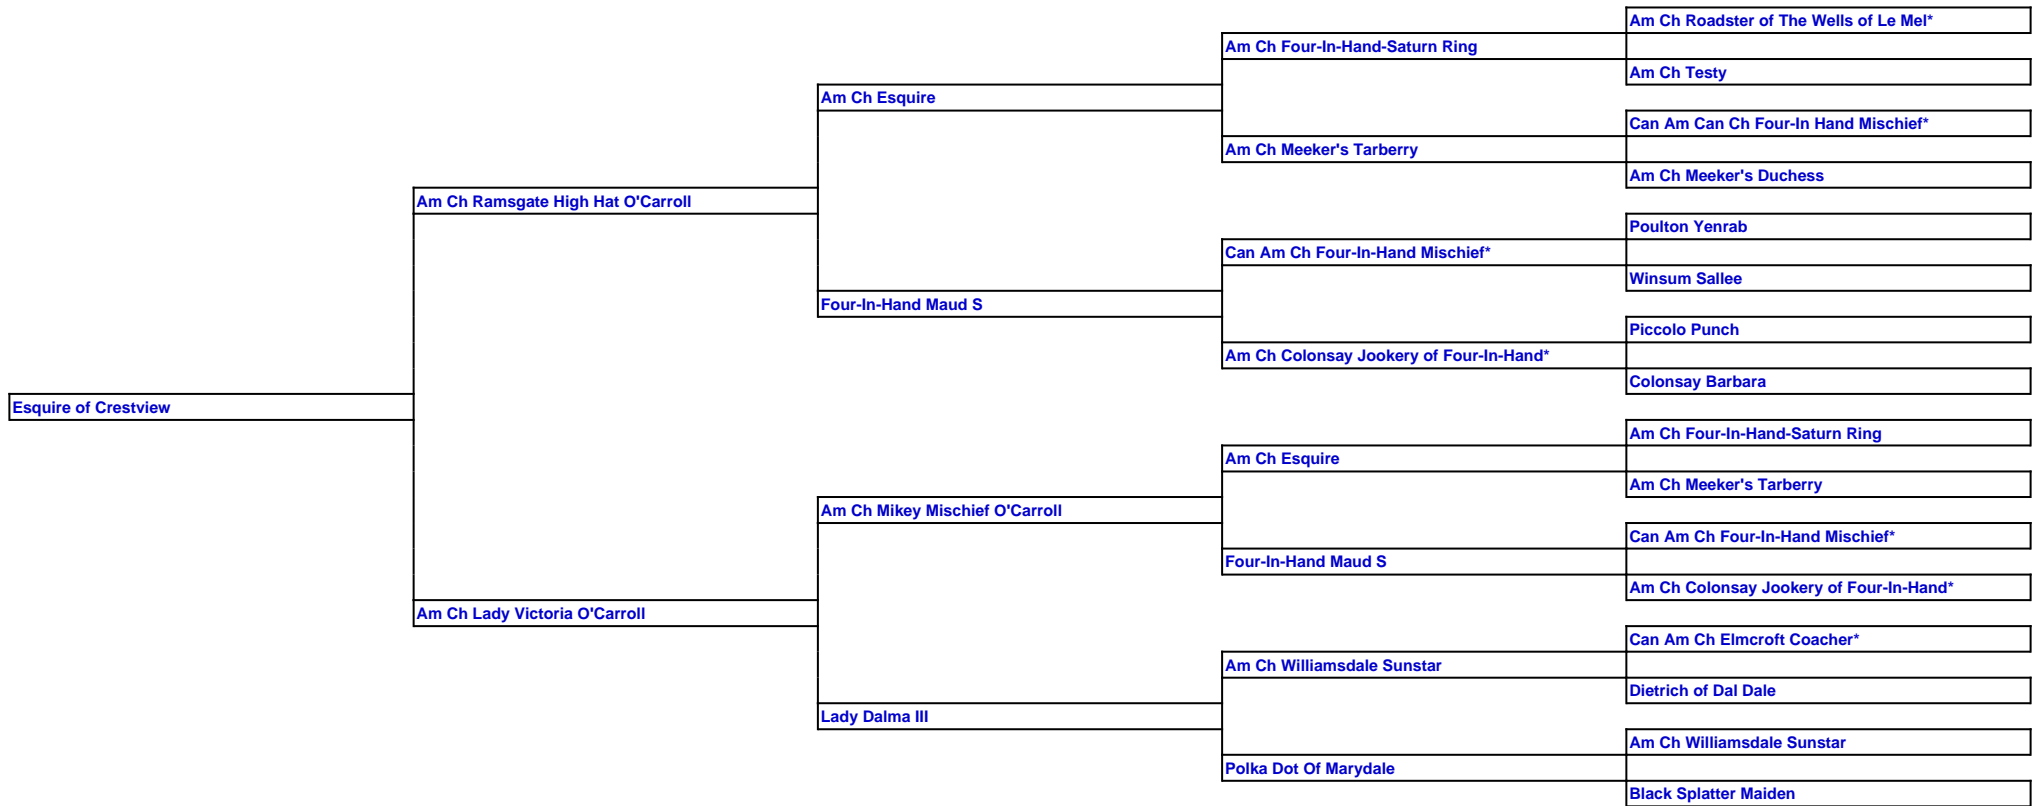 Am Ch Roadster of The Wells of Le Mel*
Am Ch Four-In-Hand-Saturn Ring
Am Ch Testy
Am Ch Esquire
Can Am Can Ch Four-In Hand Mischief*
Am Ch Meeker's Tarberry
Am Ch Meeker's Duchess
Am Ch Ramsgate High Hat O'Carroll
Poulton Yenrab
Can Am Ch Four-In-Hand Mischief*
Winsum Sallee
Four-In-Hand Maud S
Piccolo Punch
Am Ch Colonsay Jookery of Four-In-Hand*
Colonsay Barbara
Esquire of Crestview
Am Ch Four-In-Hand-Saturn Ring
Am Ch Esquire
Am Ch Meeker's Tarberry
Am Ch Mikey Mischief O'Carroll
Can Am Ch Four-In-Hand Mischief*
Four-In-Hand Maud S
Am Ch Colonsay Jookery of Four-In-Hand*
Am Ch Lady Victoria O'Carroll
Can Am Ch Elmcroft Coacher*
Am Ch Williamsdale Sunstar
Dietrich of Dal Dale
Lady Dalma III
Am Ch Williamsdale Sunstar
Polka Dot Of Marydale
Black Splatter Maiden